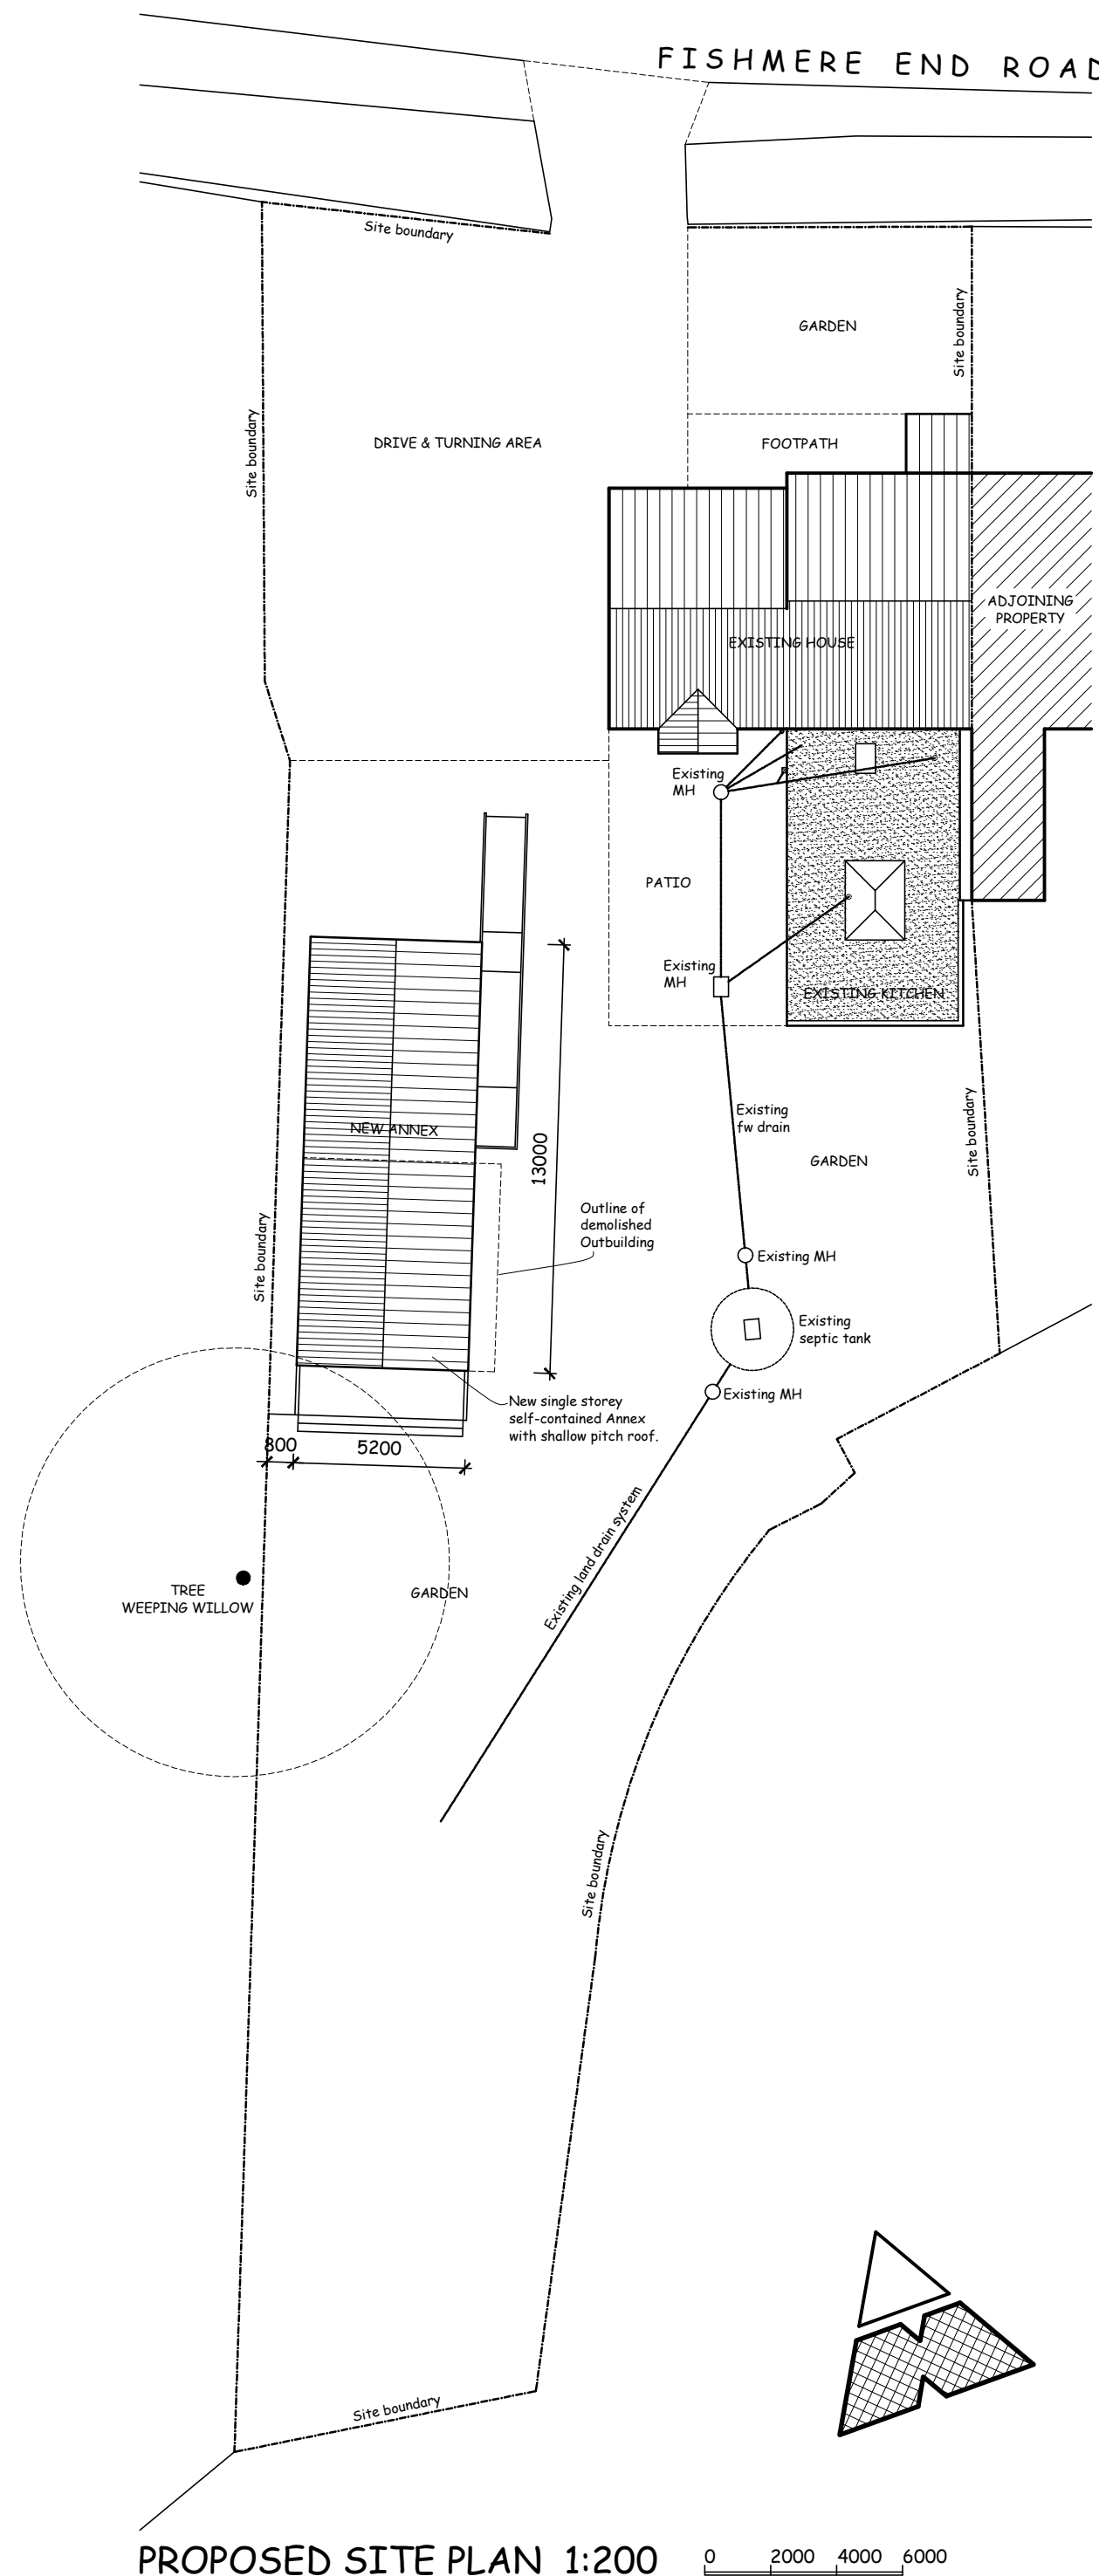 FISHMERE END ROAD
Site boundary
Site boundary
GARDEN
Site boundary
DRIVE & TURNING AREA
FOOTPATH
ADJOINING
PROPERTY
EXISTING HOUSE
Existing
MH
PATIO
Existing
MH
EXISTING KITCHEN
Existing
fw drain
NEW ANNEX
13000
GARDEN
Site boundary
Outline of
demolished
Outbuilding
Site boundary
Existing MH
Existing
septic tank
Existing MH
New single storey
self-contained Annex
with shallow pitch roof.
800
5200
Existing land drain system
TREE
WEEPING WILLOW
GARDEN
Site boundary
Site boundary
PROPOSED SITE PLAN 1:200
0 2000 4000 6000